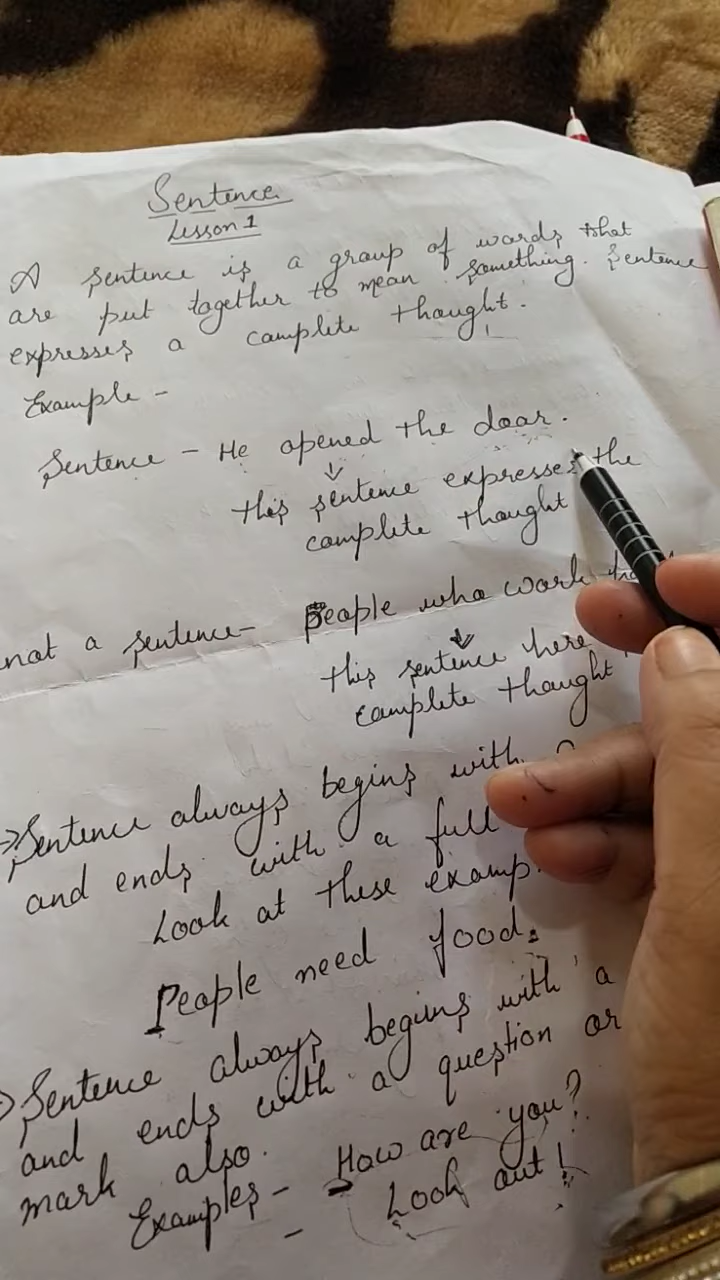 Sentence
Lesson 1
A sentence is a group of words that
are put together to mean something. Sentence
expresses a complete thought.
Example -
Sentence - He opened the door.
this sentence expresses the
complete thought
not a sentence- People who work
this sentence here
complete thought
→Sentence always begins with
and ends with a full
Look at these examp
People need food.
→Sentence always begins with a
and ends with a question or
mark also.
Examples - How are you?
- Look out!